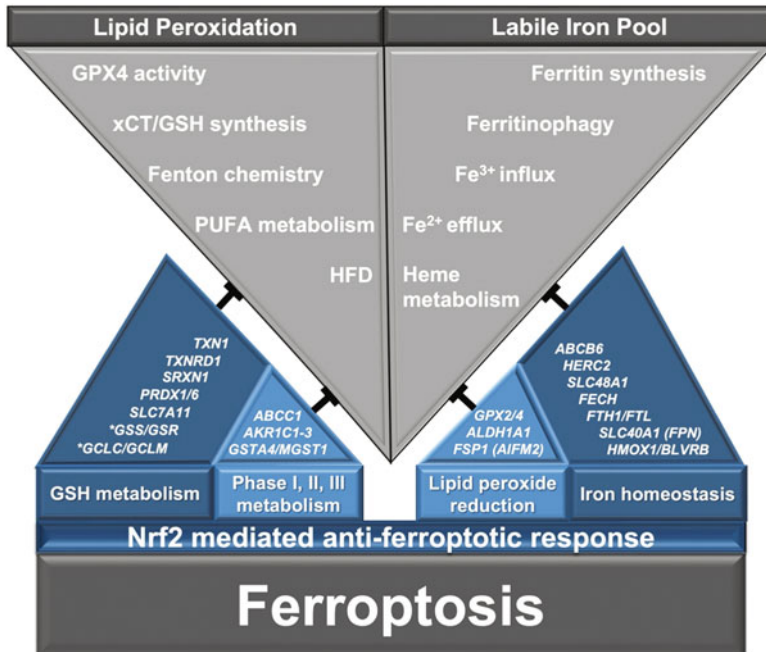 Lipid Peroxidation
Labile Iron Pool
GPX4 activity
xCT/GSH synthesis
Fenton chemistry
PUFA metabolism
HFD
Ferritin synthesis
Ferritinophagy
Fe³⁺ influx
Fe²⁺ efflux
Heme
metabolism
TXN1
TXNRD1
SRXN1
PRDX1/6
SLC7A11
*GSS/GSR
*GCLC/GCLM
GSH metabolism
ABCC1
AKR1C1-3
GSTA4/MGST1
Phase I, II, III
metabolism
GPX2/4
ALDH1A1
FSP1 (AIFM2)
Lipid peroxide
reduction
ABCB6
HERC2
SLC48A1
FECH
FTH1/FTL
SLC40A1 (FPN)
HMOX1/BLVRB
Iron homeostasis
Nrf2 mediated anti-ferroptotic response
Ferroptosis